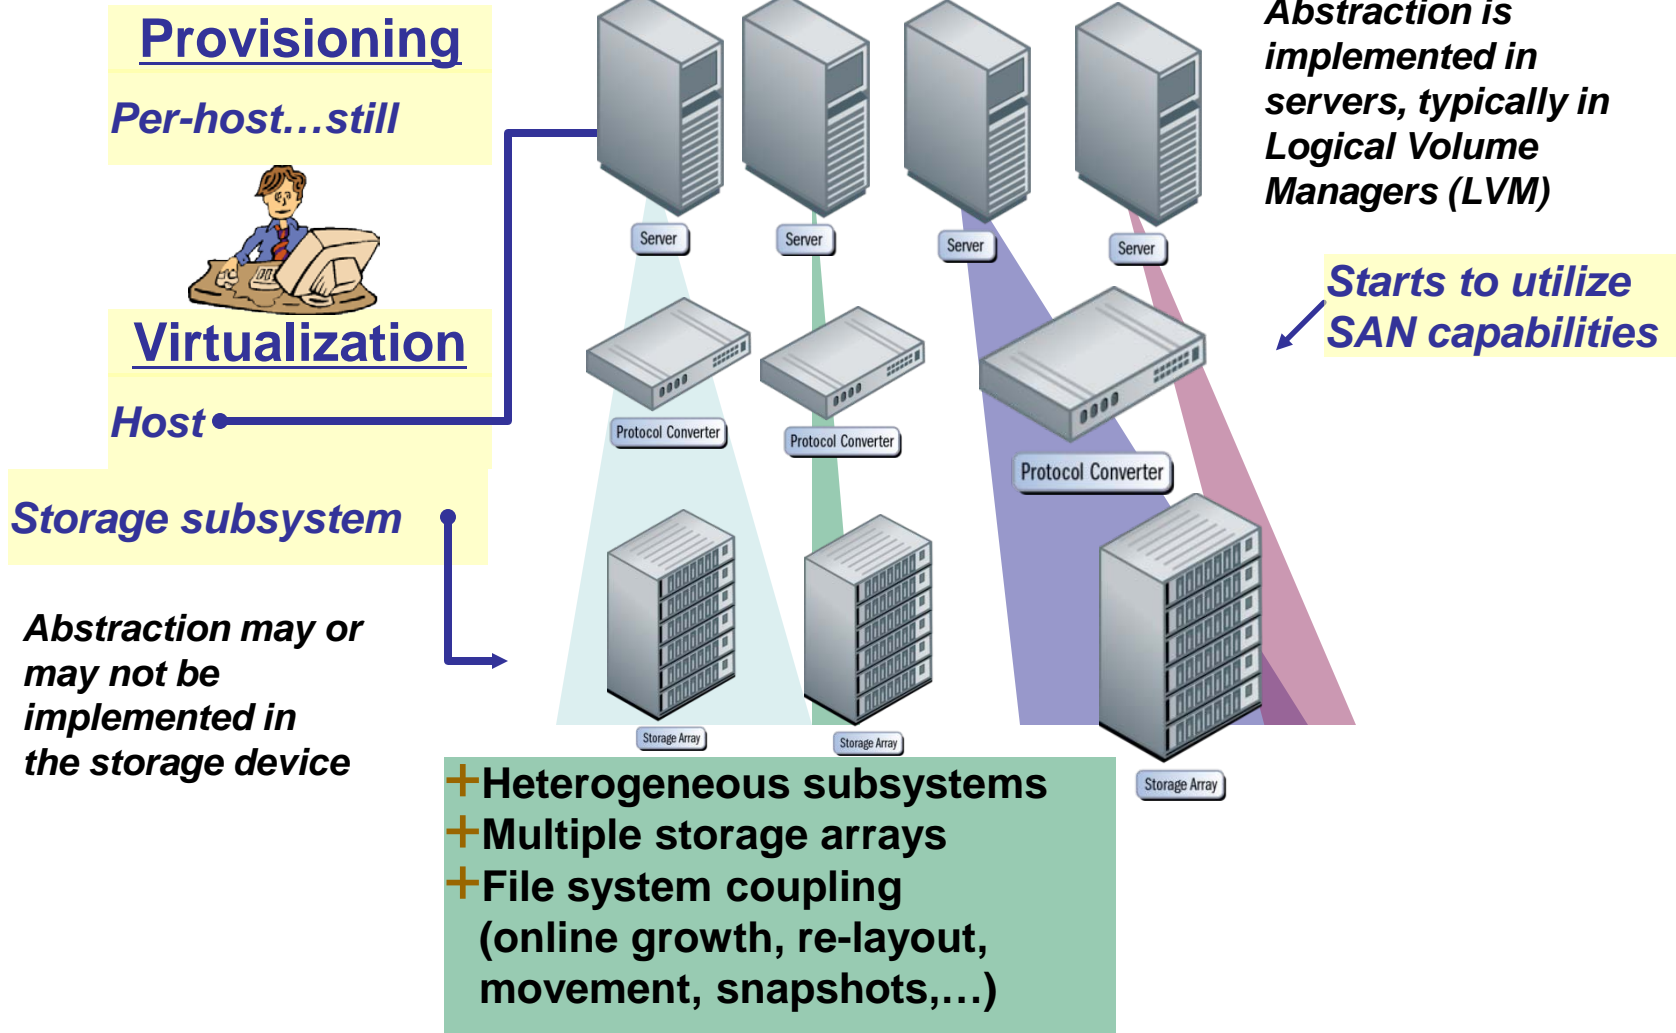 Provisioning
Per-host…still
Virtualization
Host
Storage subsystem
Abstraction may or
may not be
implemented in
the storage device
Server
Server
Server
Server
Protocol Converter
Protocol Converter
Protocol Converter
Storage Array
Storage Array
Storage Array
Abstraction is
implemented in
servers, typically in
Logical Volume
Managers (LVM)
Starts to utilize
SAN capabilities
+Heterogeneous subsystems
+Multiple storage arrays
+File system coupling
(online growth, re-layout,
movement, snapshots,…)